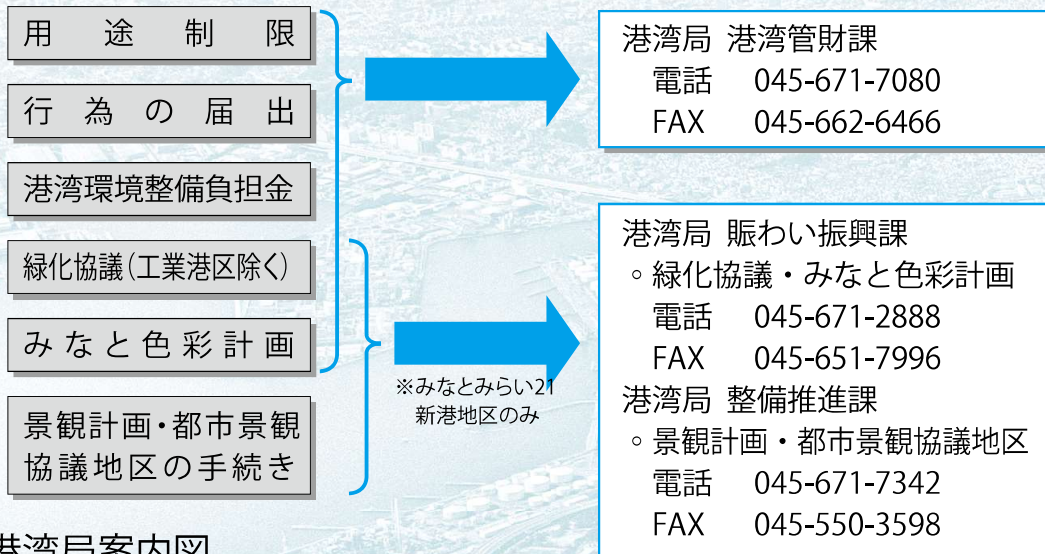 用途制限
行為の届出
港湾環境整備負担金
緑化協議(工業港区除く)
みなと色彩計画
景観計画・都市景観
協議地区の手続き
※みなとみらい21
新港地区のみ
港湾局 港湾管財課
電話 045-671-7080
FAX 045-662-6466
港湾局 賑わい振興課
◦緑化協議・みなと色彩計画
電話 045-671-2888
FAX 045-651-7996
港湾局 整備推進課
◦景観計画・都市景観協議地区
電話 045-671-7342
FAX 045-550-3598
港湾局案内図